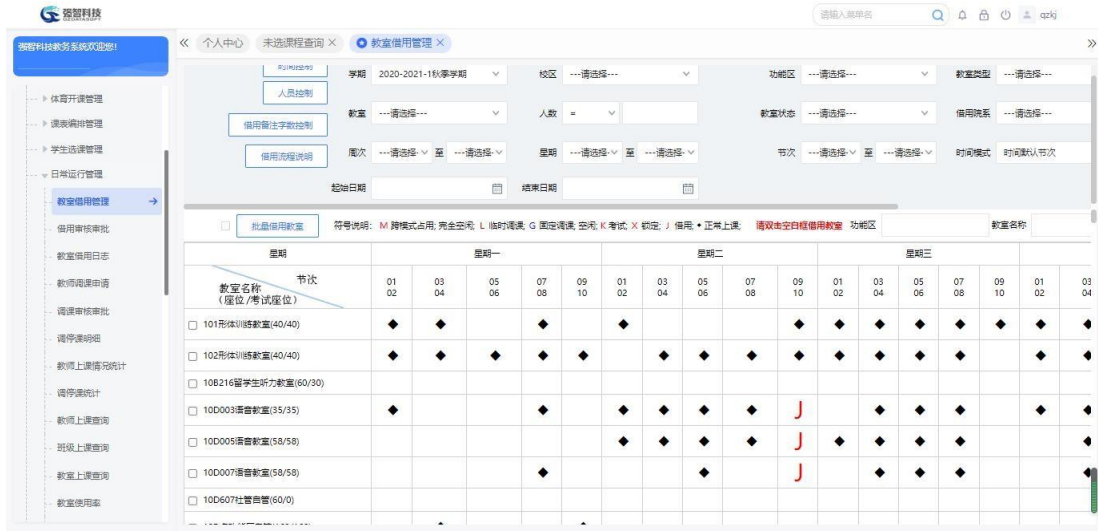 强智科技
QZDATASOFT
请输入菜单名
qzkj
强智科技教务系统欢迎您!
个人中心 未选课程查询 × 教室借用管理 ×
体育开课管理
课表编排管理
学生选课管理
日常运行管理
教室借用管理
借用审核审批
教室借用日志
教师调课申请
调课审核审批
调停课明细
教师上课情况统计
调停课统计
教师上课查询
班级上课查询
教室上课查询
教室使用率
时间控制
人员控制
借用备注字数控制
借用流程说明
学期 2020-2021-1秋季学期 校区 ---请选择--- 功能区 ---请选择--- 教室类型 ---请选择---
教室 ---请选择--- 人数 = 教室状态 ---请选择--- 借用院系 ---请选择---
周次 ---请选择- 至 ---请选择- 星期 ---请选择- 至 ---请选择- 节次 ---请选择- 至 ---请选择- 时间模式 时间默认节次
起始日期 结束日期
批量借用教室 符号说明: M 跨模式占用; 完全空闲; L 临时调课; G 固定调课; 空闲; K 考试; X 锁定; J 借用; ◆ 正常上课; 请双击空白框借用教室 功能区 教室名称
星期 星期一 星期二 星期三
节次
教室名称
(座位/考试座位)
01 03 05 07 09 01 03 05 07 09 01 03 05 07 09 01 03
02 04 06 08 10 02 04 06 08 10 02 04 06 08 10 02 04
101形体训练教室(40/40) ◆ ◆ ◆ ◆ ◆ ◆ ◆ ◆ ◆ ◆ ◆ ◆
102形体训练教室(40/40) ◆ ◆ ◆ ◆ ◆ ◆ ◆ ◆ ◆ ◆ ◆ ◆ ◆ ◆ ◆
10B216留学生听力教室(60/30)
10D003语音教室(35/35) ◆ ◆ ◆ ◆ ◆ ◆ J ◆ ◆ ◆ ◆ ◆
10D005语音教室(58/58) ◆ ◆ ◆ ◆ J ◆ ◆ ◆ ◆ ◆
10D007语音教室(58/58) ◆ ◆ J ◆ ◆ ◆ ◆
10D607社管自管(60/0)